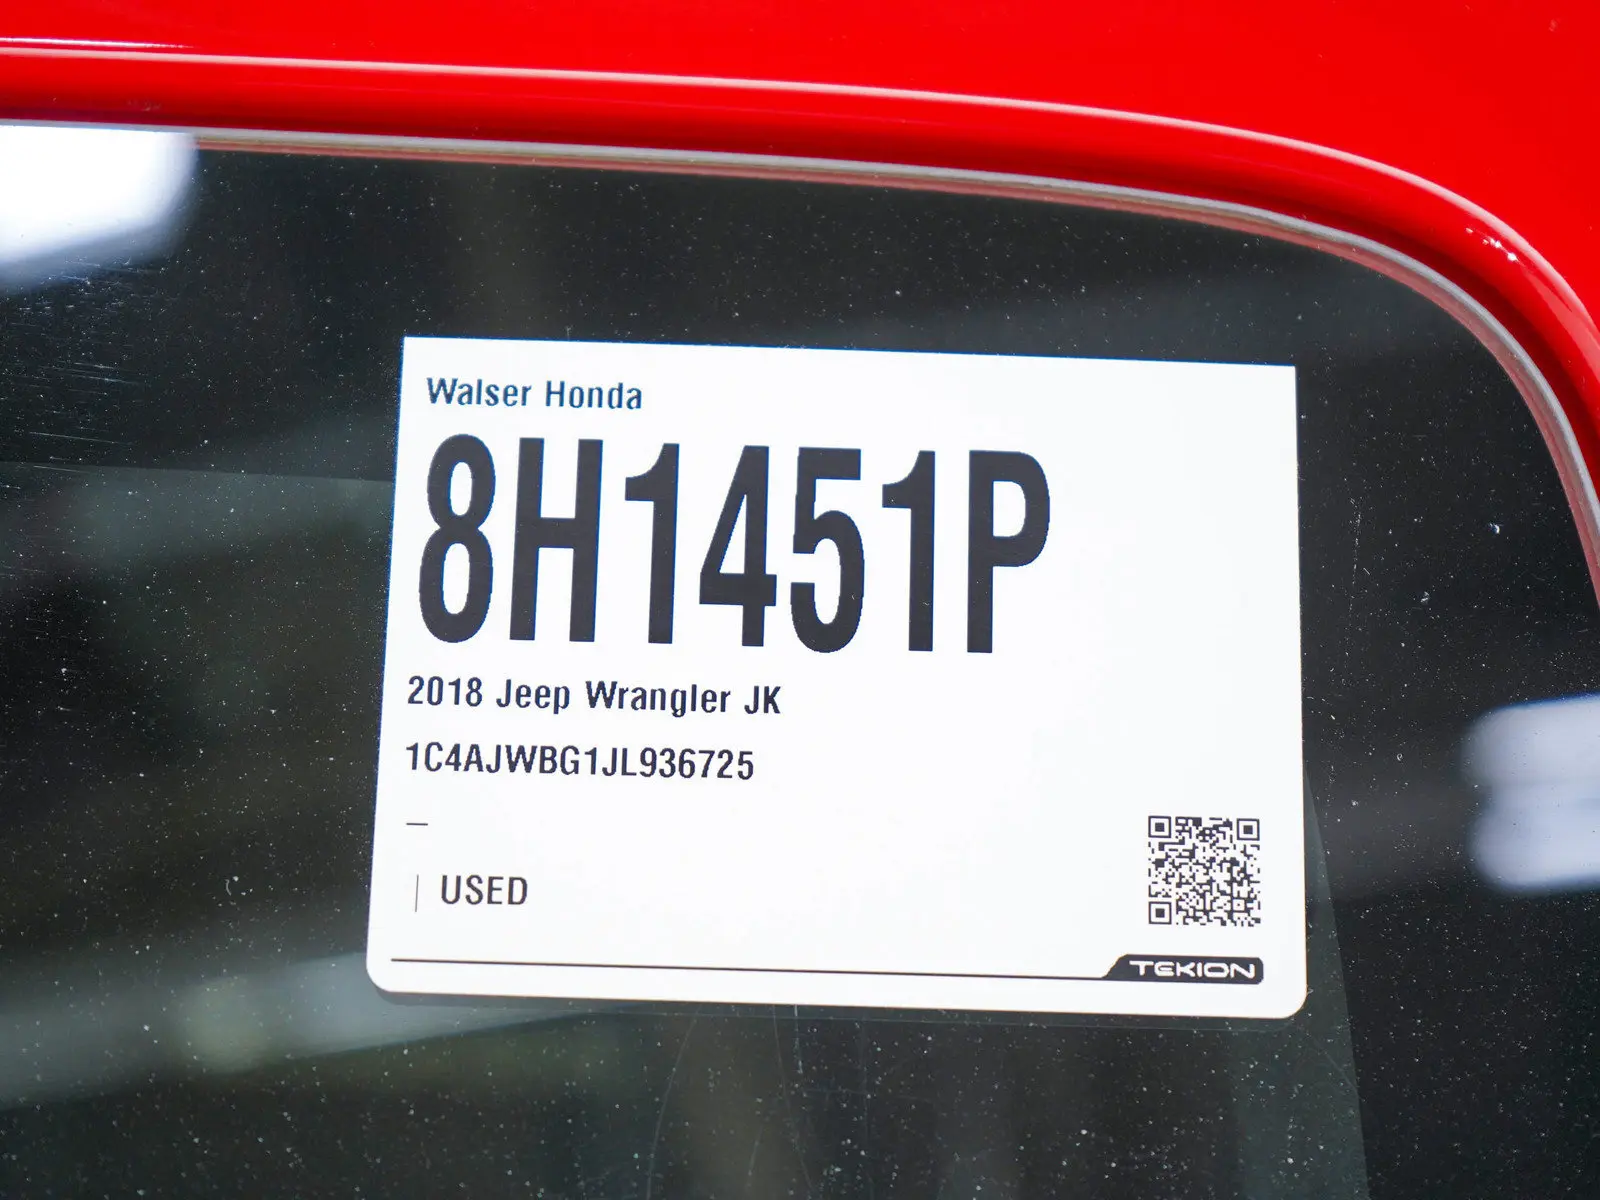 Walser Honda
8H1451P
2018 Jeep Wrangler JK
1C4AJWBG1JL936725
–
| USED
TEKION